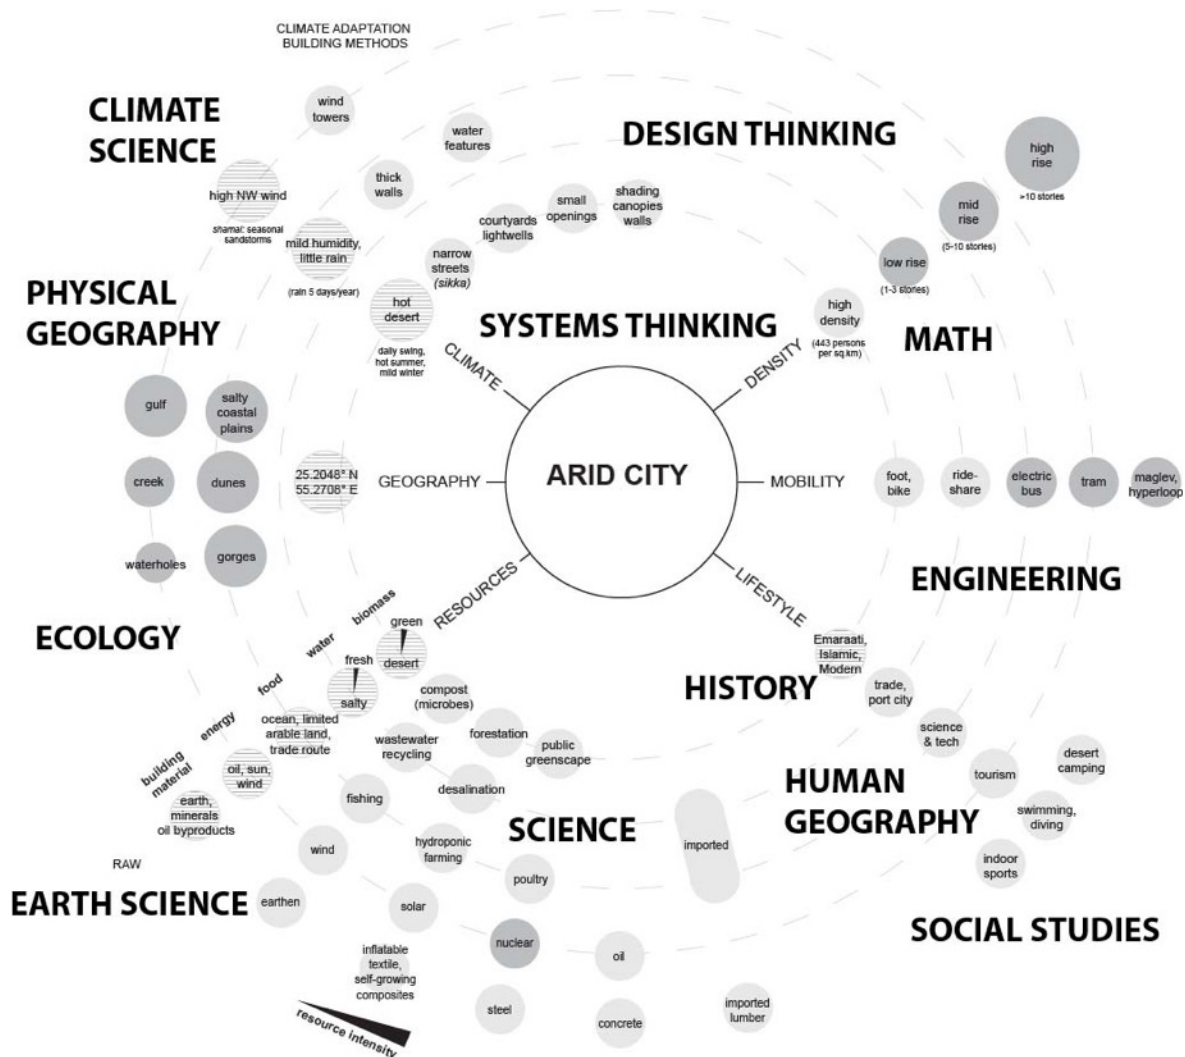 CLIMATE ADAPTATION
BUILDING METHODS
CLIMATE
SCIENCE
wind
towers
water
features
DESIGN THINKING
high
rise
>10 stories
thick
walls
high NW wind
shamal: seasonal
sandstorms
mild humidity,
little rain
(rain 5 days/year)
courtyards
lightwells
small
openings
shading
canopies
walls
mid
rise
(5-10 stories)
low rise
(1-3 stories)
narrow
streets
(sikka)
PHYSICAL
GEOGRAPHY
hot
desert
daily swing,
hot summer,
mild winter
SYSTEMS THINKING
high
density
(443 persons
per sq.km)
MATH
CLIMATE
DENSITY
gulf
salty
coastal
plains
creek
dunes
25.2048° N
55.2708° E
GEOGRAPHY
ARID CITY
MOBILITY
foot,
bike
ride-
share
electric
bus
tram
maglev,
hyperloop
waterholes
gorges
RESOURCES
LIFESTYLE
ENGINEERING
ECOLOGY
biomass
green
desert
water
fresh
salty
food
ocean, limited
arable land,
trade route
energy
oil, sun,
wind
building
material
earth,
minerals
oil byproducts
RAW
Emaraati,
Islamic,
Modern
HISTORY
trade,
port city
science
& tech
tourism
desert
camping
swimming,
diving
indoor
sports
HUMAN
GEOGRAPHY
SOCIAL STUDIES
compost
(microbes)
forestation
public
greenscape
wastewater
recycling
desalination
fishing
hydroponic
farming
poultry
SCIENCE
imported
wind
solar
nuclear
oil
EARTH SCIENCE
earthen
inflatable
textile,
self-growing
composites
steel
concrete
imported
lumber
resource intensity